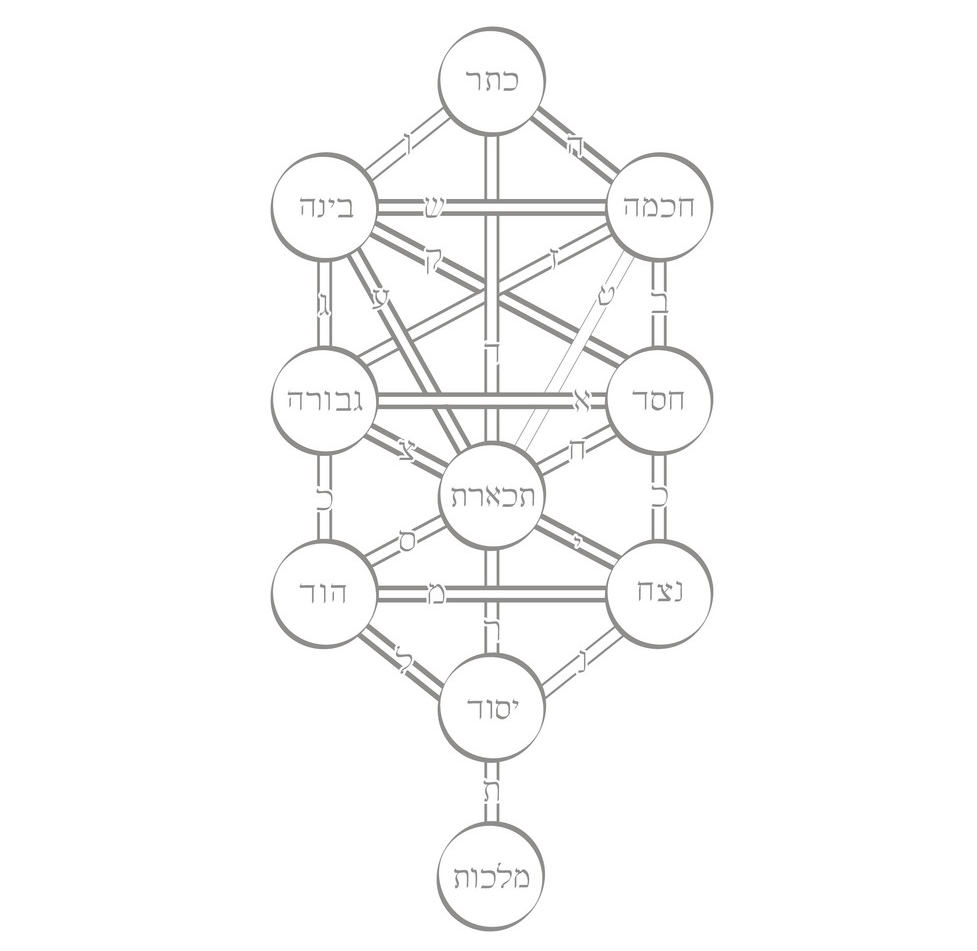 כתר
ה
ו
חכמה
בינה
ש
ז
ק
ב
ט
ע
ג
ד
חסד
א
גבורה
ח
צ
כ
כ
תכארת
י
ס
נצח
מ
הוד
ר
נ
ל
יסוד
ת
מלכות